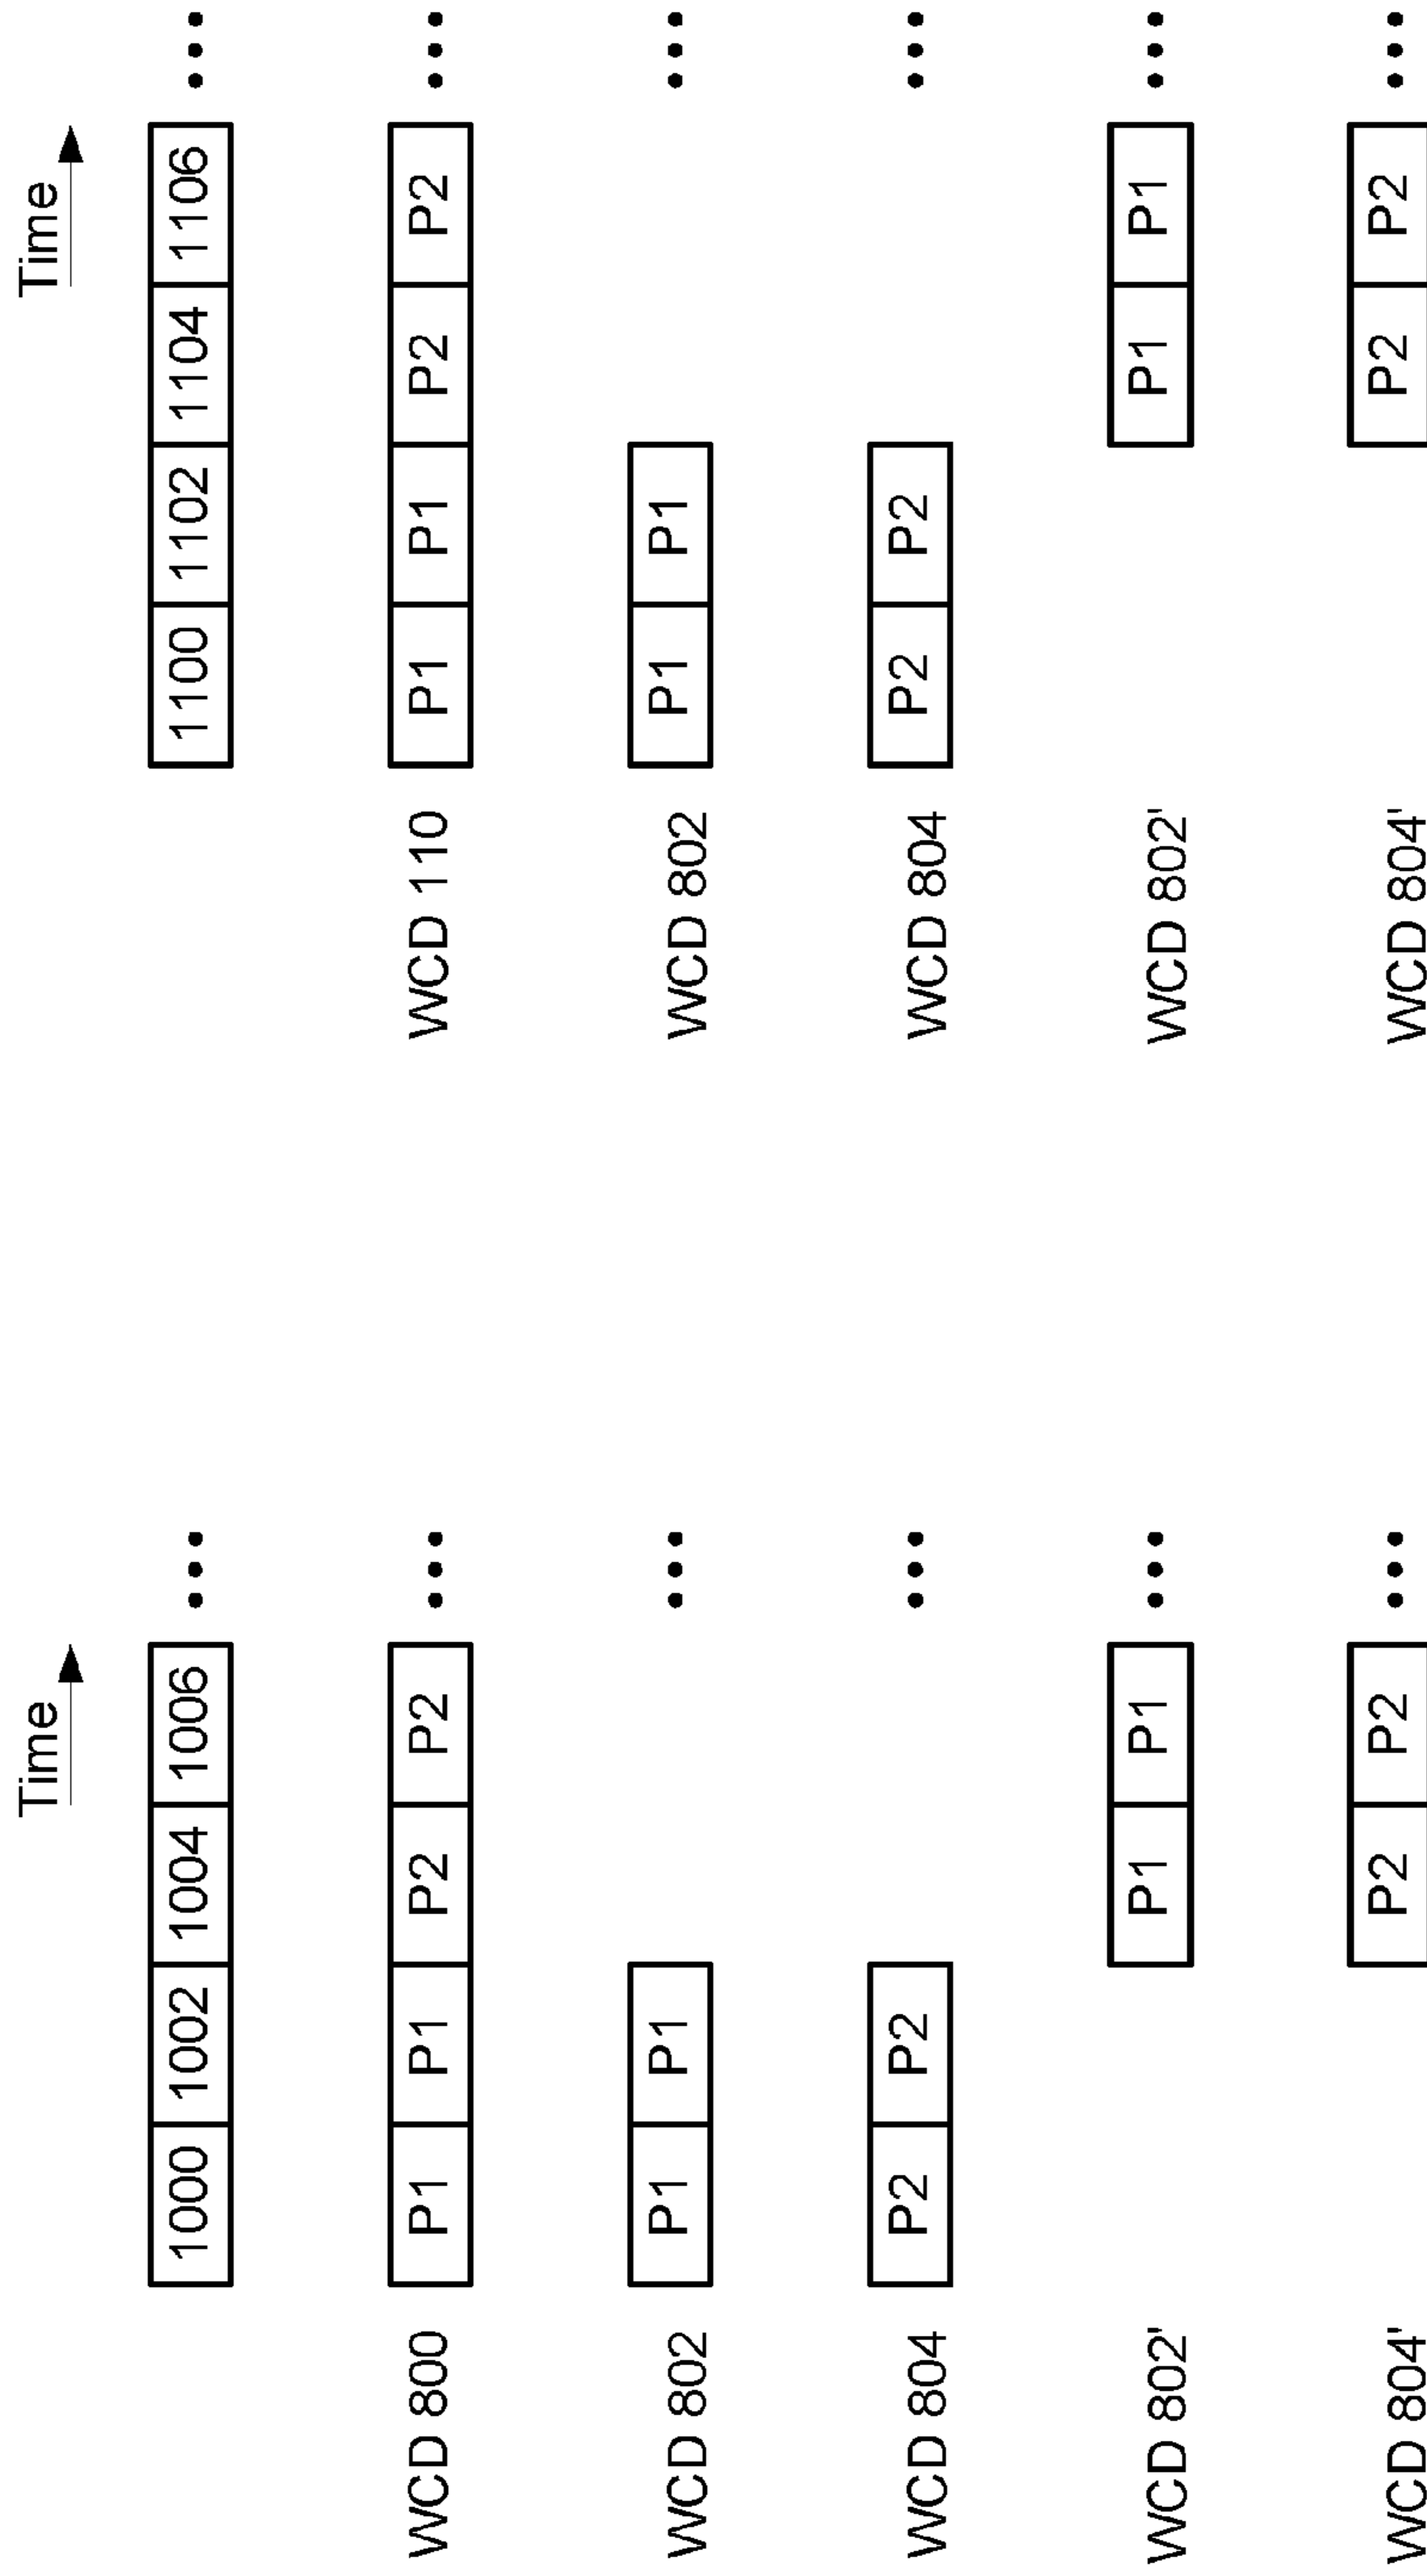 Time
1000 1002 1004 1006 •••
WCD 800 P1 P1 P2 P2 •••
WCD 802 P1 P1 •••
WCD 804 P2 P2 •••
WCD 802' P1 P1 •••
WCD 804' P2 P2 •••
Time
1100 1102 1104 1106 •••
WCD 110 P1 P1 P2 P2 •••
WCD 802 P1 P1 •••
WCD 804 P2 P2 •••
WCD 802' P1 P1 •••
WCD 804' P2 P2 •••